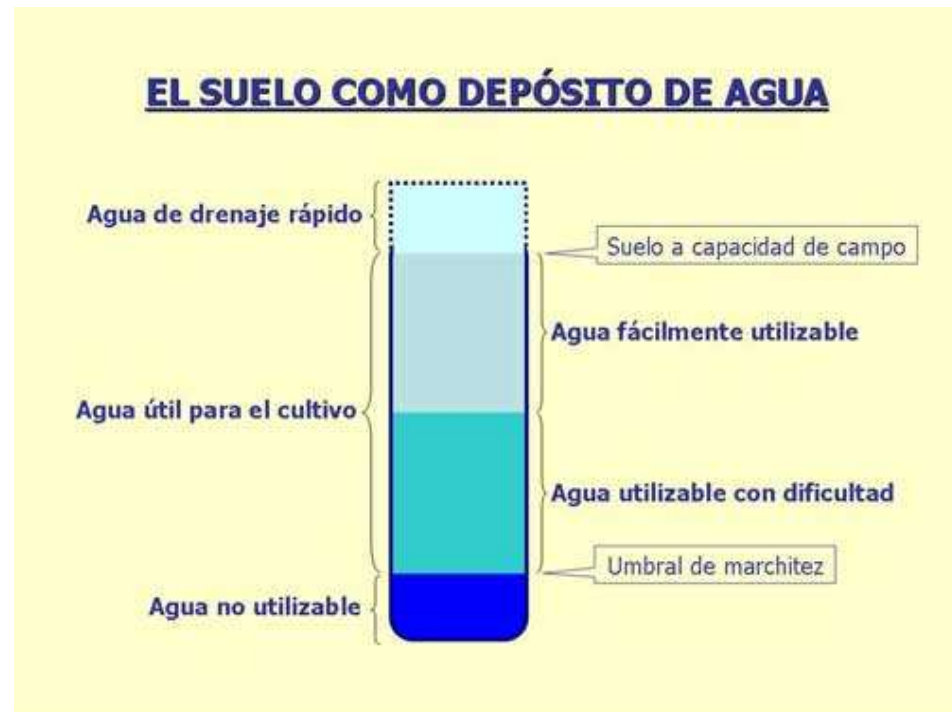 EL SUELO COMO DEPÓSITO DE AGUA
Agua de drenaje rápido
Suelo a capacidad de campo
Agua fácilmente utilizable
Agua útil para el cultivo
Agua utilizable con dificultad
Umbral de marchitez
Agua no utilizable